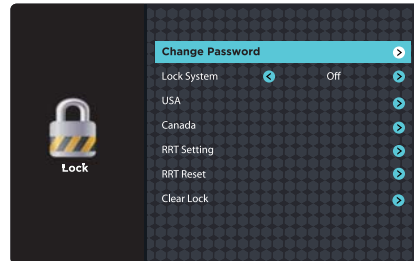 Change Password
Lock System Off
USA
Canada
RRT Setting
RRT Reset
Clear Lock
Lock